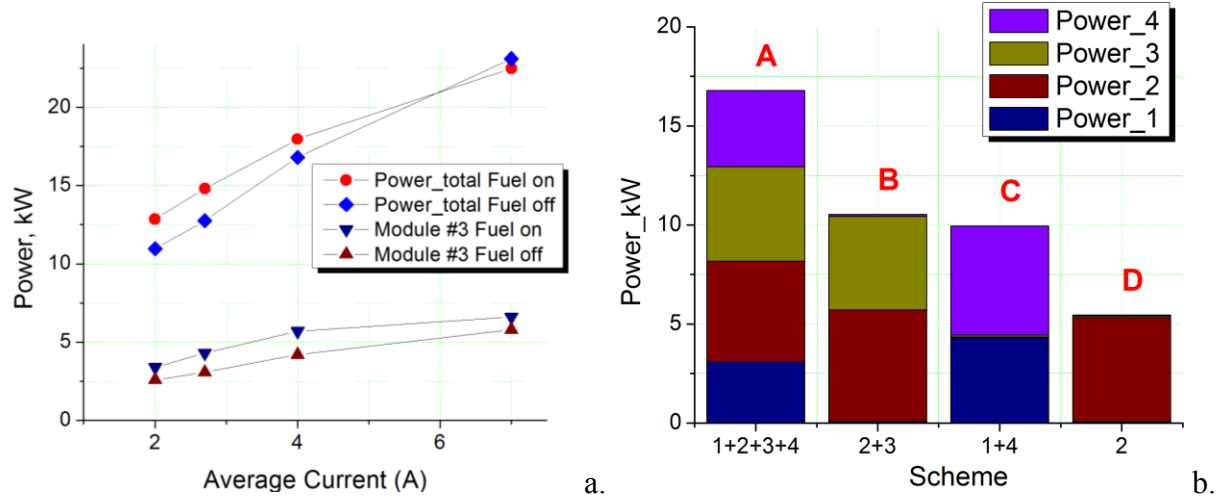 Power, kW
20
15
10
5
0
2
4
6
Average Current (A)
Power_total Fuel on
Power_total Fuel off
Module #3 Fuel on
Module #3 Fuel off
a.
Power_kW
20
15
10
5
0
A
B
C
D
Power_4
Power_3
Power_2
Power_1
1+2+3+4
2+3
1+4
2
Scheme
b.